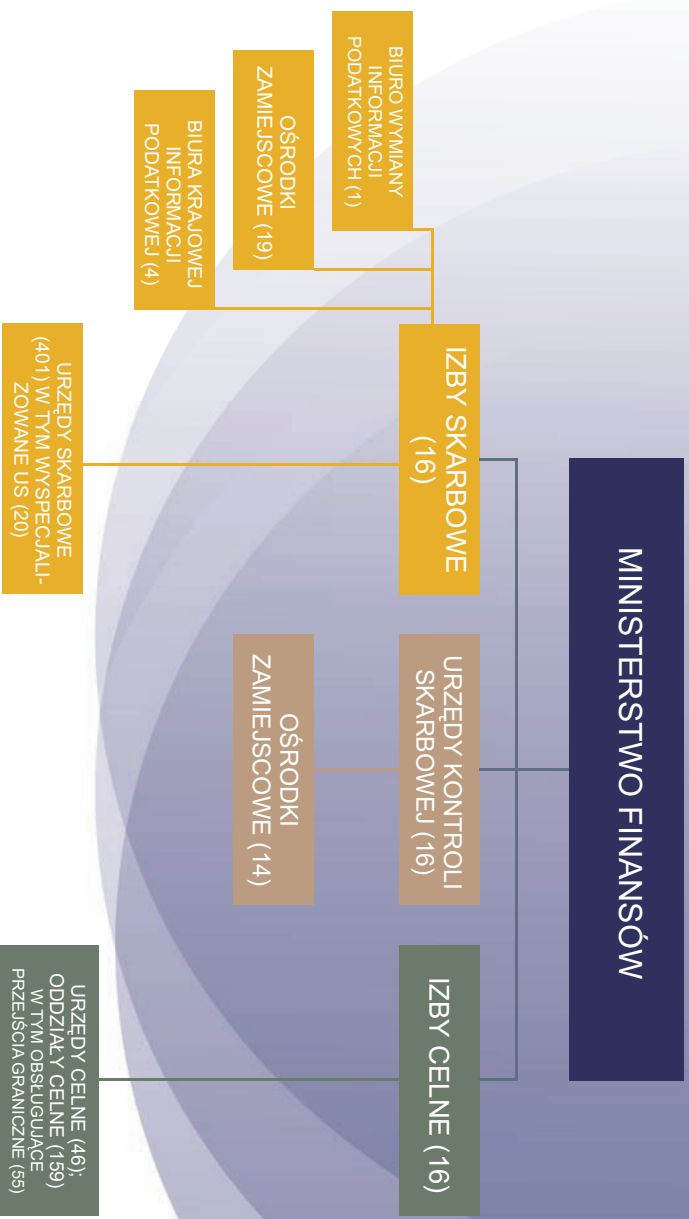 MINISTERSTWO FINANSÓW
IZBY SKARBOWE
(16)
URZĘDY KONTROLI
SKARBOWEJ (16)
IZBY CELNE (16)
BIURO WYMIANY
INFORMACJI
PODATKOWYCH (1)
OŚRODKI
ZAMIEJSCOWE (19)
BIURA KRAJOWEJ
INFORMACJI
PODATKOWEJ (4)
OŚRODKI
ZAMIEJSCOWE (14)
URZĘDY SKARBOWE
(401) W TYM WYSPECJALI-
ZOWANE US (20)
URZĘDY CELNE (46);
ODDZIAŁY CELNE (159)
W TYM OBSŁUGUJĄCE
PRZEJŚCIA GRANICZNE (55)